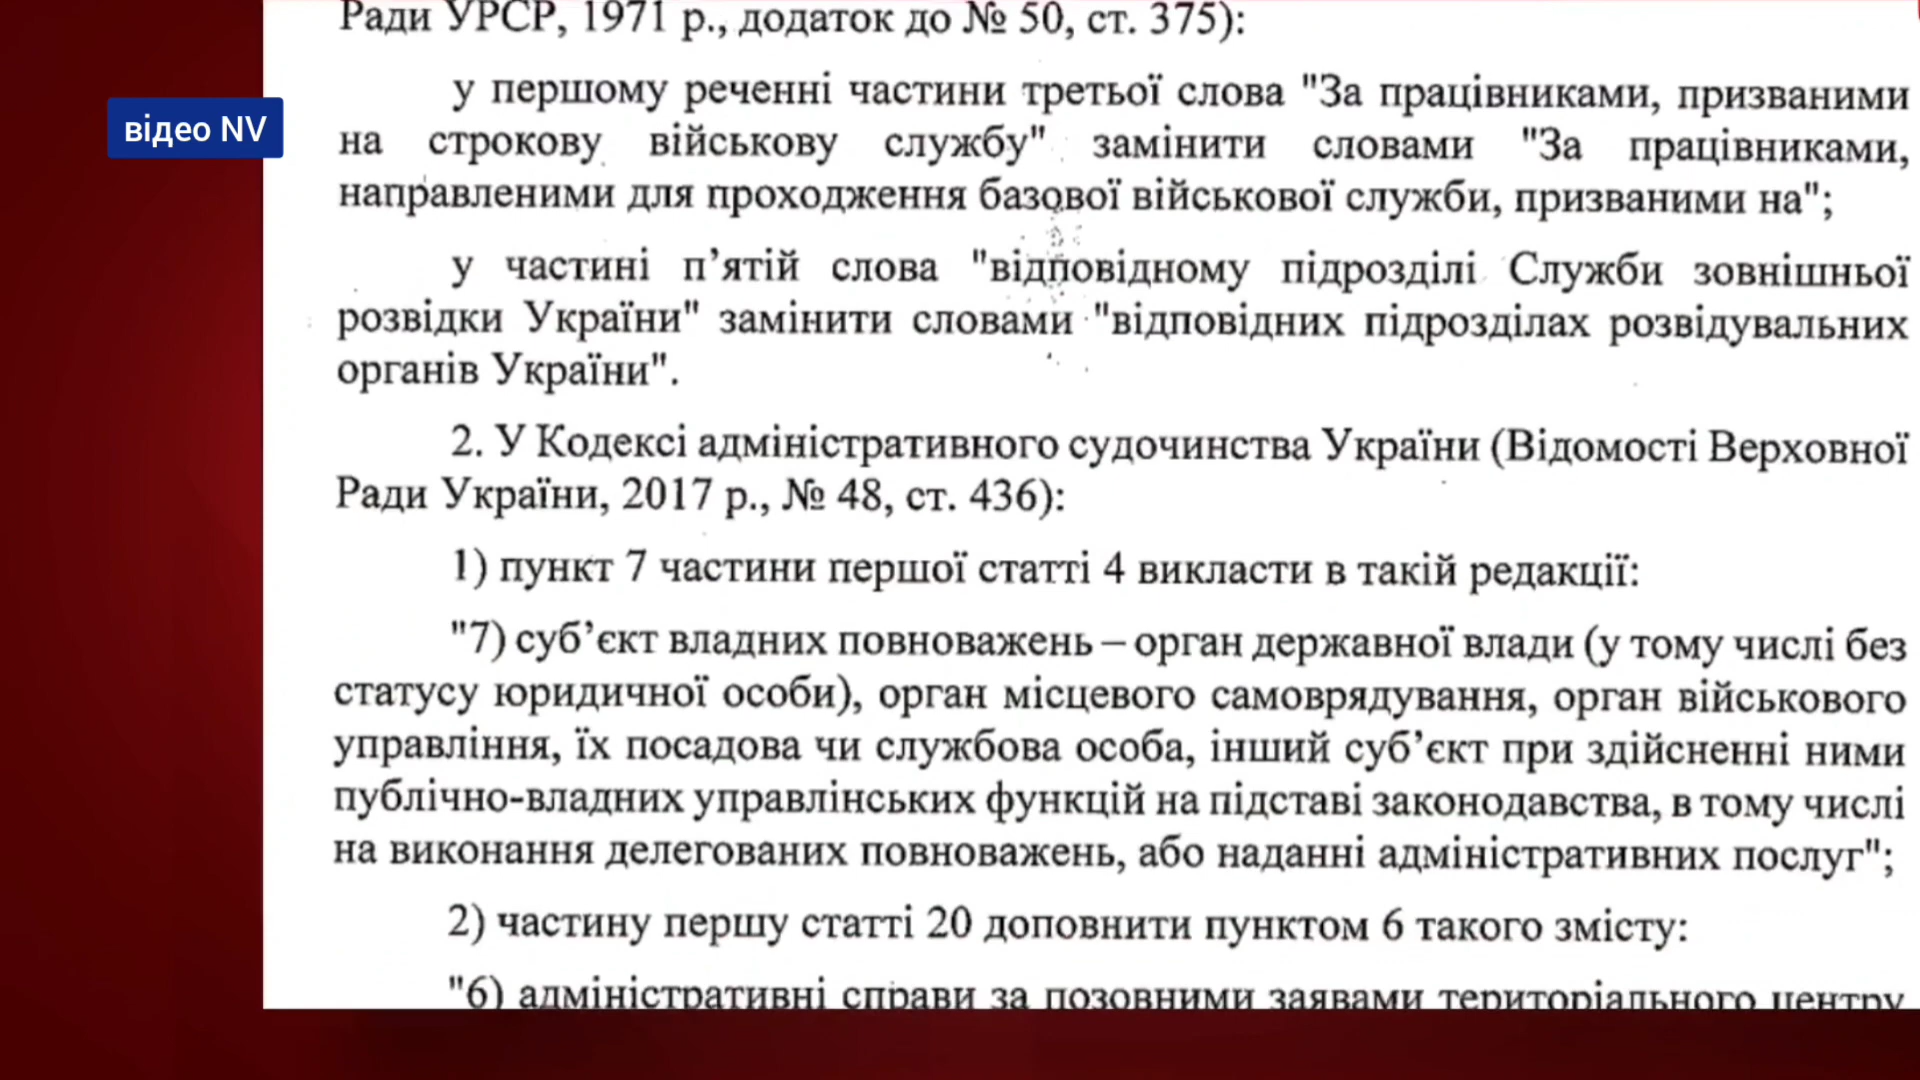 Ради УРСР, 1971 р., додаток до № 50, ст. 375):
у першому реченні частини третьої слова "За працівниками, призваними
відео NV
на строкову військову службу" замінити словами "За працівниками,
направленими для проходження базової військової служби, призваними на";
у частині п’ятій слова "відповідному підрозділі Служби зовнішньої
розвідки України" замінити словами "відповідних підрозділах розвідувальних
органів України".
2. У Кодексі адміністративного судочинства України (Відомості Верховної
Ради України, 2017 р., № 48, ст. 436):
1) пункт 7 частини першої статті 4 викласти в такій редакції:
"7) суб’єкт владних повноважень – орган державної влади (у тому числі без
статусу юридичної особи), орган місцевого самоврядування, орган військового
управління, їх посадова чи службова особа, інший суб’єкт при здійсненні ними
публічно-владних управлінських функцій на підставі законодавства, в тому числі
на виконання делегованих повноважень, або наданні адміністративних послуг";
2) частину першу статті 20 доповнити пунктом 6 такого змісту:
"6) адміністративні справи за позовними заявами територіального центру